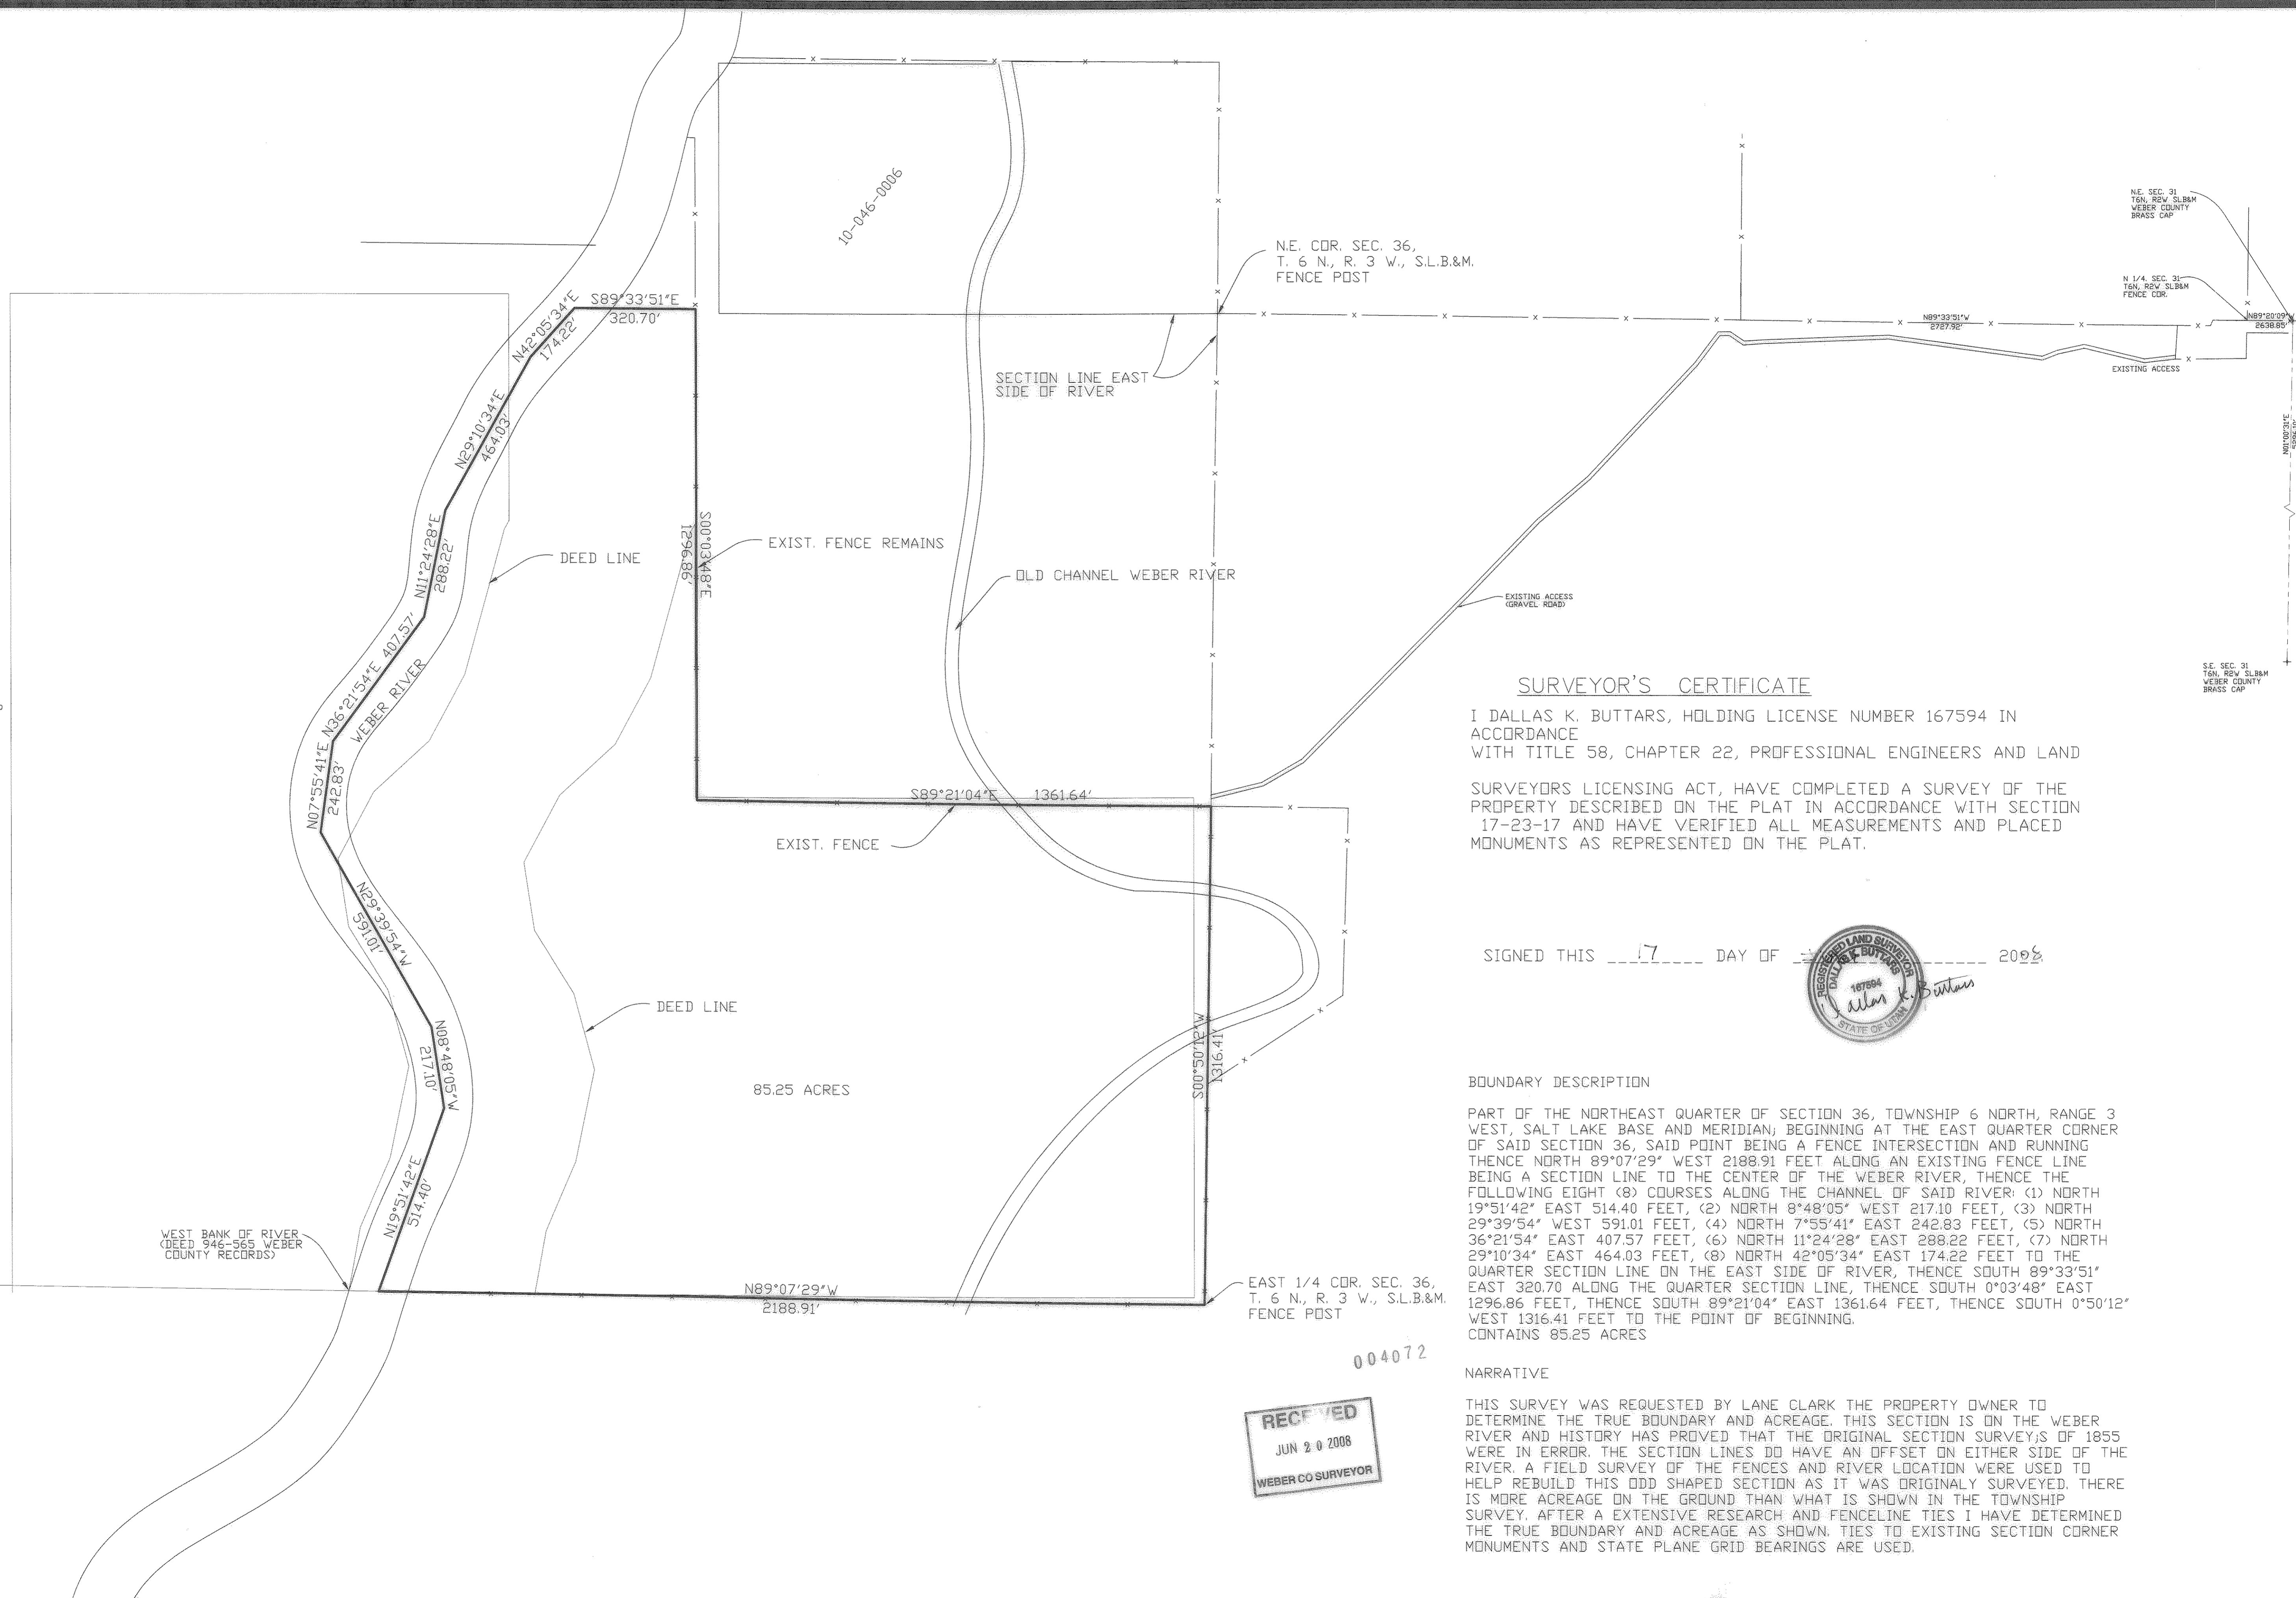 10-046-0006
N.E. COR. SEC. 36,
T. 6 N., R. 3 W., S.L.B.&M.
FENCE POST
N.E. SEC. 31
T6N, R2W SLB&M
WEBER COUNTY
BRASS CAP
N 1/4. SEC. 31
T6N, R2W SLB&M
FENCE COR.
N89°33'51"W
2727.92'
N89°20'09"W
2638.85'
EXISTING ACCESS
N01°00'13"E
S89°33'51"E
320.70'
N42°05'34"E
174.22'
SECTION LINE EAST
SIDE OF RIVER
N29°10'34"E
464.03'
N11°24'28"E
288.22'
DEED LINE
S00°03'48"E
1296.86'
EXIST. FENCE REMAINS
OLD CHANNEL WEBER RIVER
EXISTING ACCESS
(GRAVEL ROAD)
N36°21'54"E 407.57'
WEBER RIVER
N07°55'41"E
242.83'
S89°21'04"E 1361.64'
EXIST. FENCE
N29°39'54"W
591.01'
DEED LINE
N08°48'05"W
217.10'
S00°50'12"W
1316.41'
85.25 ACRES
N19°51'42"E
514.40'
WEST BANK OF RIVER
(DEED 946-565 WEBER
COUNTY RECORDS)
N89°07'29"W
2188.91'
EAST 1/4 COR. SEC. 36,
T. 6 N., R. 3 W., S.L.B.&M.
FENCE POST
004072
RECEIVED
JUN 20 2008
WEBER CO SURVEYOR
S.E. SEC. 31
T6N, R2W SLB&M
WEBER COUNTY
BRASS CAP
SURVEYOR'S CERTIFICATE
I DALLAS K. BUTTARS, HOLDING LICENSE NUMBER 167594 IN
ACCORDANCE
WITH TITLE 58, CHAPTER 22, PROFESSIONAL ENGINEERS AND LAND
SURVEYORS LICENSING ACT, HAVE COMPLETED A SURVEY OF THE
PROPERTY DESCRIBED ON THE PLAT IN ACCORDANCE WITH SECTION
17-23-17 AND HAVE VERIFIED ALL MEASUREMENTS AND PLACED
MONUMENTS AS REPRESENTED ON THE PLAT.
SIGNED THIS 17 DAY OF 2008
REGISTERED LAND SURVEYOR
DALLAS K. BUTTARS
167594
Dallas K. Buttars
STATE OF UTAH
BOUNDARY DESCRIPTION
PART OF THE NORTHEAST QUARTER OF SECTION 36, TOWNSHIP 6 NORTH, RANGE 3
WEST, SALT LAKE BASE AND MERIDIAN; BEGINNING AT THE EAST QUARTER CORNER
OF SAID SECTION 36, SAID POINT BEING A FENCE INTERSECTION AND RUNNING
THENCE NORTH 89°07'29" WEST 2188.91 FEET ALONG AN EXISTING FENCE LINE
BEING A SECTION LINE TO THE CENTER OF THE WEBER RIVER, THENCE THE
FOLLOWING EIGHT (8) COURSES ALONG THE CHANNEL OF SAID RIVER: (1) NORTH
19°51'42" EAST 514.40 FEET, (2) NORTH 8°48'05" WEST 217.10 FEET, (3) NORTH
29°39'54" WEST 591.01 FEET, (4) NORTH 7°55'41" EAST 242.83 FEET, (5) NORTH
36°21'54" EAST 407.57 FEET, (6) NORTH 11°24'28" EAST 288.22 FEET, (7) NORTH
29°10'34" EAST 464.03 FEET, (8) NORTH 42°05'34" EAST 174.22 FEET TO THE
QUARTER SECTION LINE ON THE EAST SIDE OF RIVER, THENCE SOUTH 89°33'51"
EAST 320.70 ALONG THE QUARTER SECTION LINE, THENCE SOUTH 0°03'48" EAST
1296.86 FEET, THENCE SOUTH 89°21'04" EAST 1361.64 FEET, THENCE SOUTH 0°50'12"
WEST 1316.41 FEET TO THE POINT OF BEGINNING.
CONTAINS 85.25 ACRES
NARRATIVE
THIS SURVEY WAS REQUESTED BY LANE CLARK THE PROPERTY OWNER TO
DETERMINE THE TRUE BOUNDARY AND ACREAGE. THIS SECTION IS ON THE WEBER
RIVER AND HISTORY HAS PROVED THAT THE ORIGINAL SECTION SURVEY;S OF 1855
WERE IN ERROR. THE SECTION LINES DO HAVE AN OFFSET ON EITHER SIDE OF THE
RIVER. A FIELD SURVEY OF THE FENCES AND RIVER LOCATION WERE USED TO
HELP REBUILD THIS ODD SHAPED SECTION AS IT WAS ORIGINALY SURVEYED. THERE
IS MORE ACREAGE ON THE GROUND THAN WHAT IS SHOWN IN THE TOWNSHIP
SURVEY. AFTER A EXTENSIVE RESEARCH AND FENCELINE TIES I HAVE DETERMINED
THE TRUE BOUNDARY AND ACREAGE AS SHOWN. TIES TO EXISTING SECTION CORNER
MONUMENTS AND STATE PLANE GRID BEARINGS ARE USED.